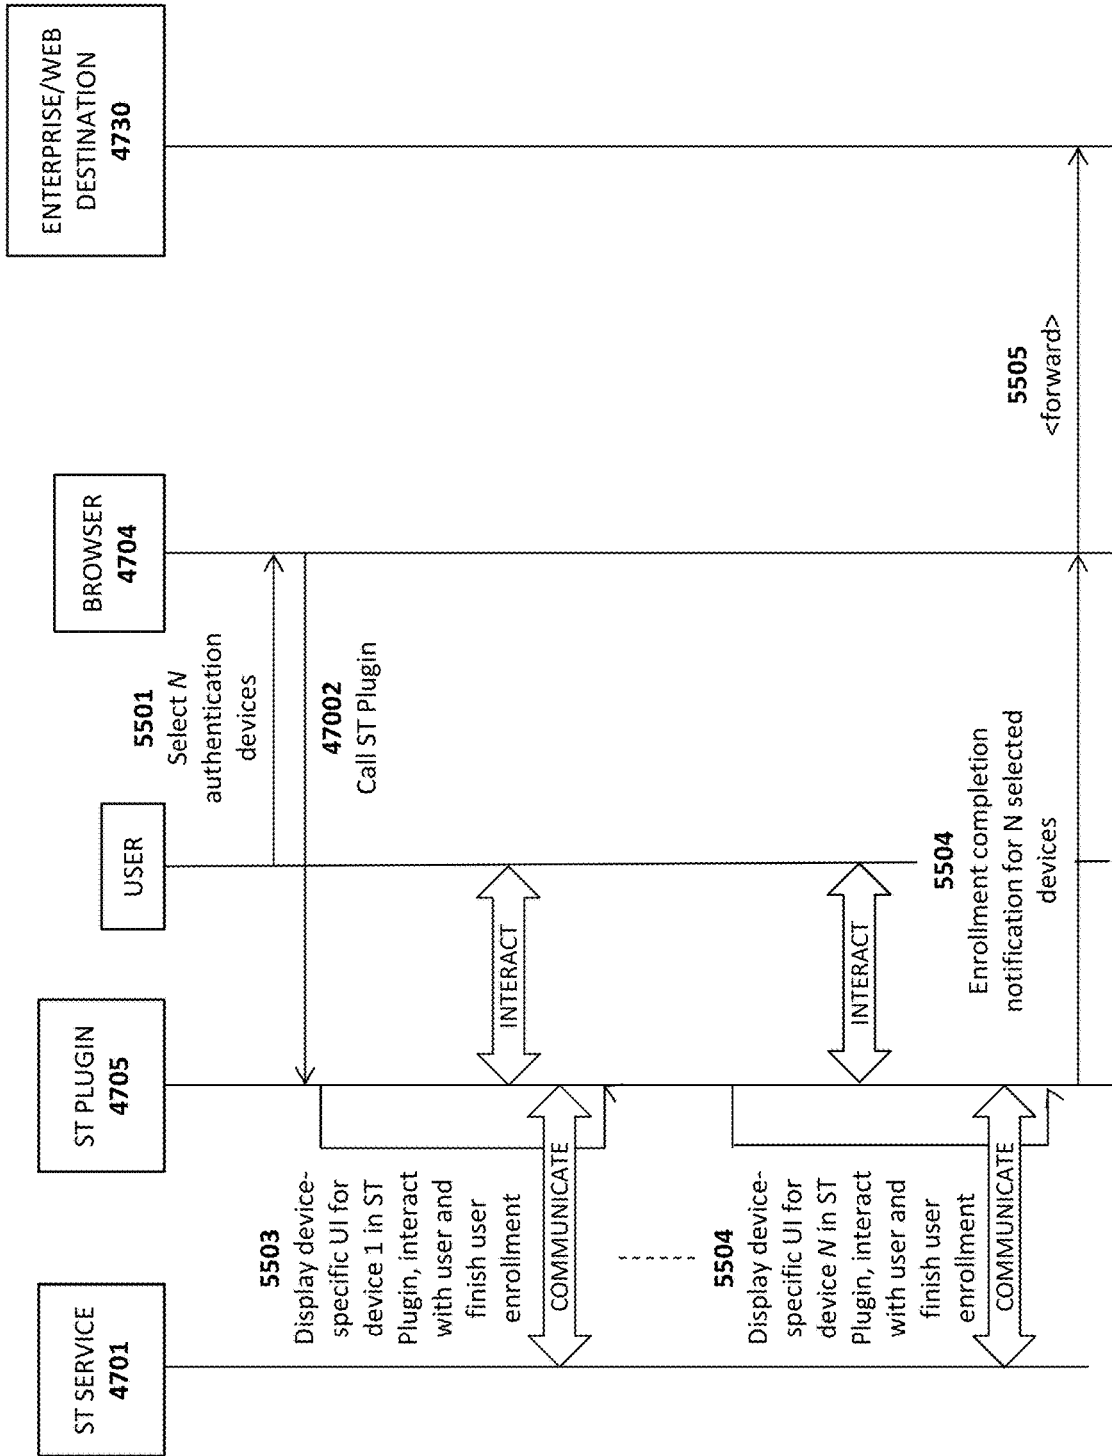 ST SERVICE
4701
ST PLUGIN
4705
USER
BROWSER
4704
ENTERPRISE/WEB
DESTINATION
4730
5501
Select N
authentication
devices
47002
Call ST Plugin
5503
Display device-
specific UI for
device 1 in ST
Plugin, interact
with user and
finish user
enrollment
INTERACT
COMMUNICATE
5504
Display device-
specific UI for
device N in ST
Plugin, interact
with user and
finish user
enrollment
INTERACT
COMMUNICATE
5504
Enrollment completion
notification for N selected
devices
5505
<forward>